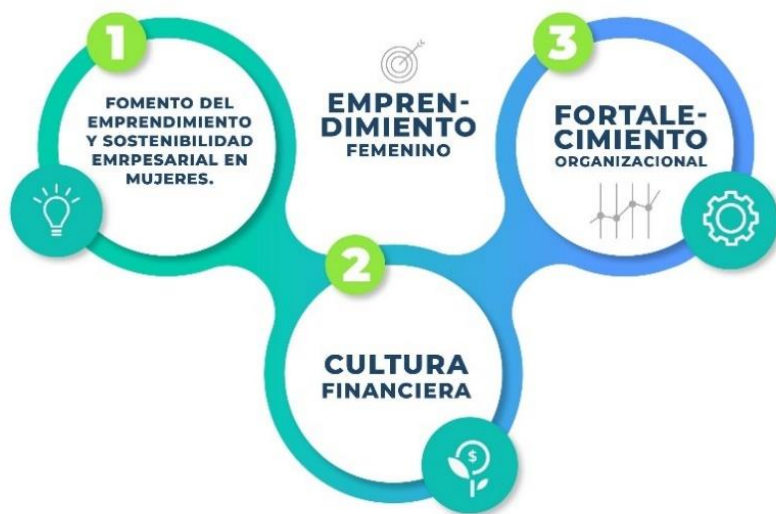 1
FOMENTO DEL
EMPRENDIMIENTO
Y SOSTENIBILIDAD
EMRPESARIAL EN
MUJERES.
EMPREN-
DIMIENTO
FEMENINO
3
FORTALE-
CIMIENTO
ORGANIZACIONAL
2
CULTURA
FINANCIERA
$